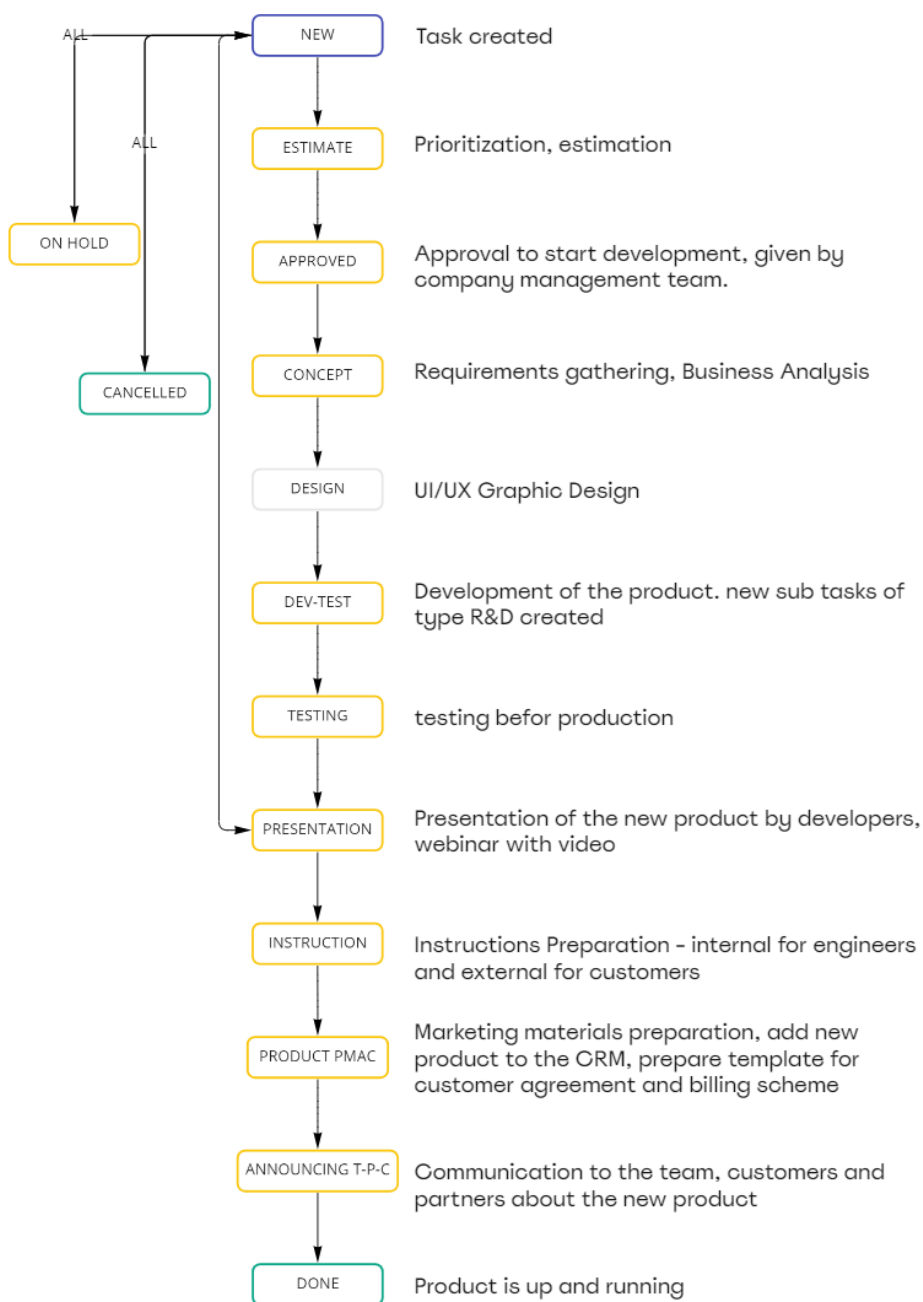 ALL
NEW
Task created
ALL
ESTIMATE
Prioritization, estimation
ON HOLD
APPROVED
Approval to start development, given by
company management team.
CONCEPT
Requirements gathering, Business Analysis
CANCELLED
DESIGN
UI/UX Graphic Design
DEV-TEST
Development of the product. new sub tasks of
type R&D created
TESTING
testing befor production
PRESENTATION
Presentation of the new product by developers,
webinar with video
INSTRUCTION
Instructions Preparation - internal for engineers
and external for customers
PRODUCT PMAC
Marketing materials preparation, add new
product to the CRM, prepare template for
customer agreement and billing scheme
ANNOUNCING T-P-C
Communication to the team, customers and
partners about the new product
DONE
Product is up and running